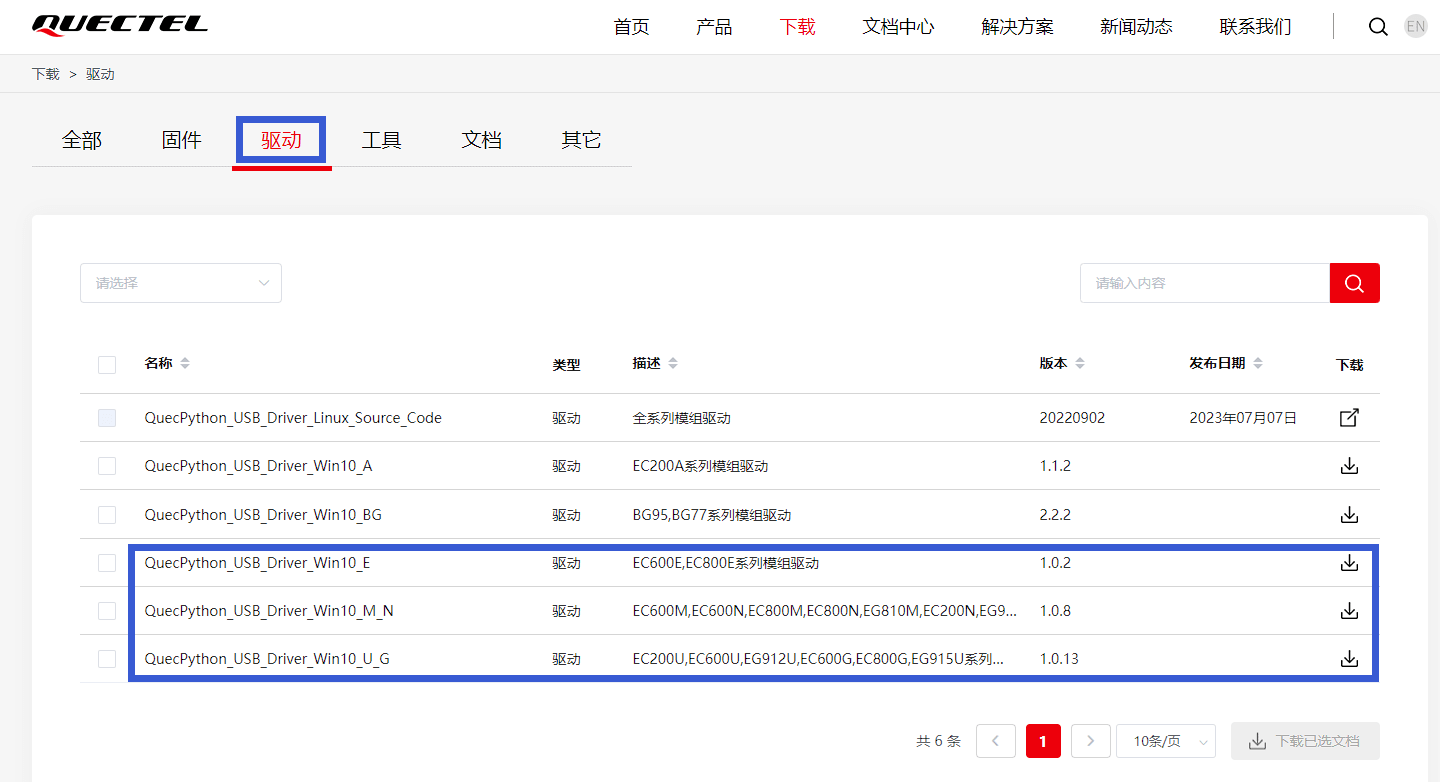 QUECTEL 首页 产品 下载 文档中心 解决方案 新闻动态 联系我们 EN
下载 > 驱动
全部 固件 驱动 工具 文档 其它
请选择 请输入内容
名称 类型 描述 版本 发布日期 下载
QuecPython_USB_Driver_Linux_Source_Code 驱动 全系列模组驱动 20220902 2023年07月07日
QuecPython_USB_Driver_Win10_A 驱动 EC200A系列模组驱动 1.1.2
QuecPython_USB_Driver_Win10_BG 驱动 BG95,BG77系列模组驱动 2.2.2
QuecPython_USB_Driver_Win10_E 驱动 EC600E,EC800E系列模组驱动 1.0.2
QuecPython_USB_Driver_Win10_M_N 驱动 EC600M,EC600N,EC800M,EC800N,EG810M,EC200N,EG9... 1.0.8
QuecPython_USB_Driver_Win10_U_G 驱动 EC200U,EC600U,EG912U,EC600G,EC800G,EG915U系列... 1.0.13
共 6 条 1 10条/页 下载已选文档